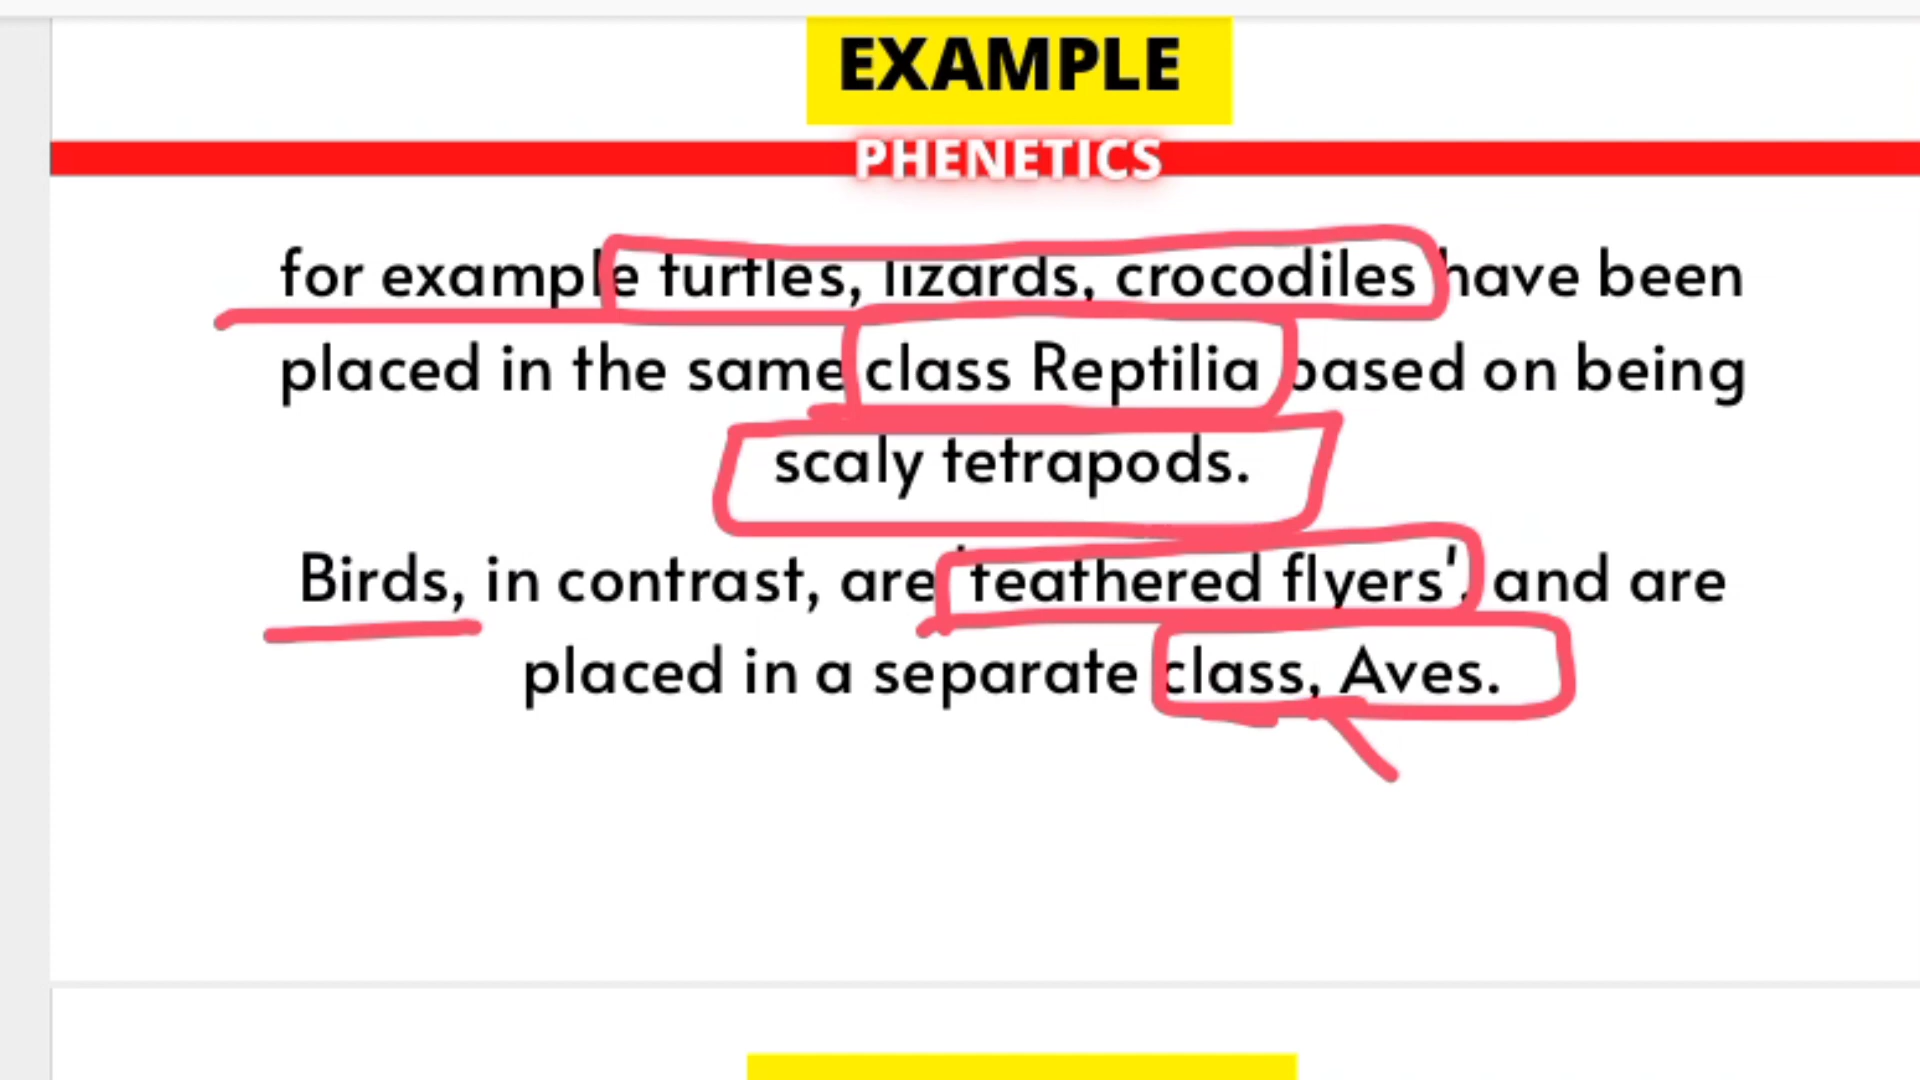 EXAMPLE
PHENETICS
for example turtles, lizards, crocodiles have been
placed in the same class Reptilia based on being
scaly tetrapods.
Birds, in contrast, are 'feathered flyers', and are
placed in a separate class, Aves.